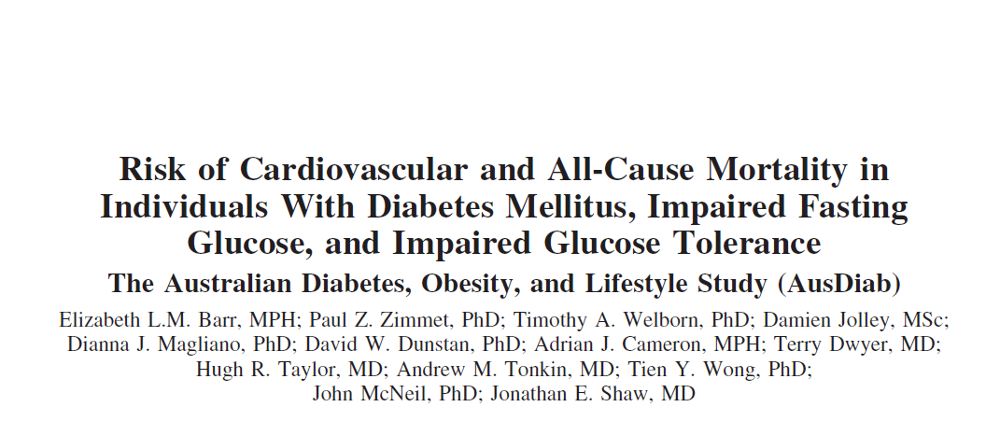 Risk of Cardiovascular and All-Cause Mortality in
Individuals With Diabetes Mellitus, Impaired Fasting
Glucose, and Impaired Glucose Tolerance
The Australian Diabetes, Obesity, and Lifestyle Study (AusDiab)
Elizabeth L.M. Barr, MPH; Paul Z. Zimmet, PhD; Timothy A. Welborn, PhD; Damien Jolley, MSc;
Dianna J. Magliano, PhD; David W. Dunstan, PhD; Adrian J. Cameron, MPH; Terry Dwyer, MD;
Hugh R. Taylor, MD; Andrew M. Tonkin, MD; Tien Y. Wong, PhD;
John McNeil, PhD; Jonathan E. Shaw, MD